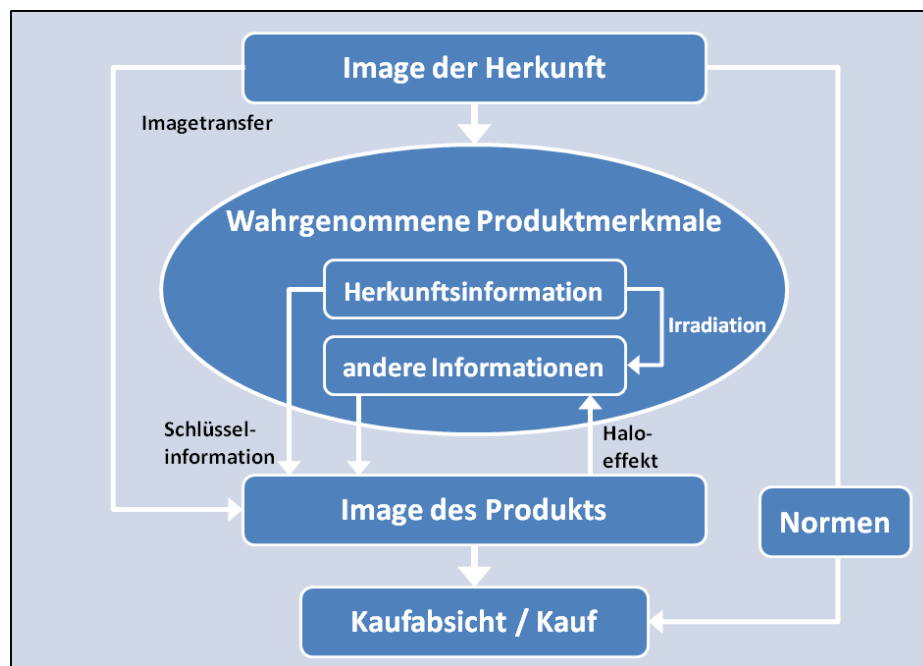 Image der Herkunft
Imagetransfer
Wahrgenommene Produktmerkmale
Herkunftsinformation
Irradiation
andere Informationen
Schlüssel-
information
Halo-
effekt
Image des Produkts
Normen
Kaufabsicht / Kauf